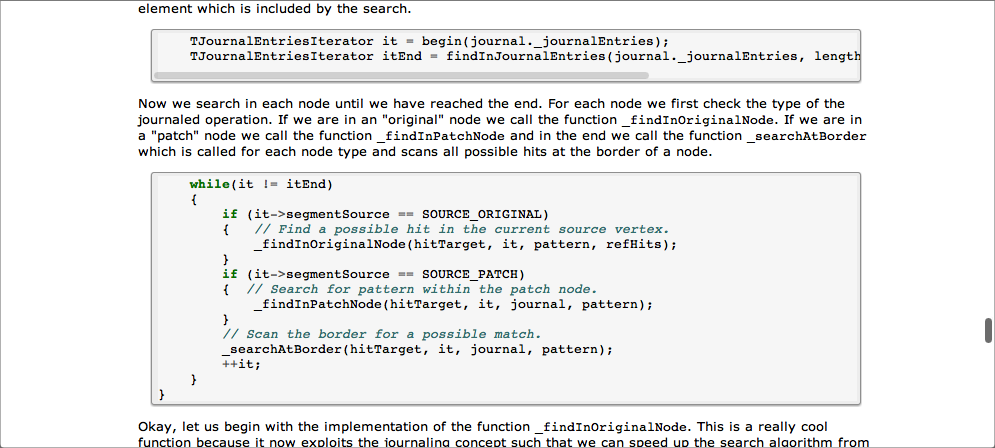 element which is included by the search.
TJournalEntriesIterator it = begin(journal._journalEntries);
TJournalEntriesIterator itEnd = findInJournalEntries(journal._journalEntries, length
Now we search in each node until we have reached the end. For each node we first check the type of the
journaled operation. If we are in an "original" node we call the function _findInOriginalNode. If we are in
a "patch" node we call the function _findInPatchNode and in the end we call the function _searchAtBorder
which is called for each node type and scans all possible hits at the border of a node.
while(it != itEnd)
{
if (it->segmentSource == SOURCE_ORIGINAL)
{ // Find a possible hit in the current source vertex.
_findInOriginalNode(hitTarget, it, pattern, refHits);
}
if (it->segmentSource == SOURCE_PATCH)
{ // Search for pattern within the patch node.
_findInPatchNode(hitTarget, it, journal, pattern);
}
// Scan the border for a possible match.
_searchAtBorder(hitTarget, it, journal, pattern);
++it;
}
}
Okay, let us begin with the implementation of the function _findInOriginalNode. This is a really cool
function because it now exploits the journaling concept such that we can speed up the search algorithm from